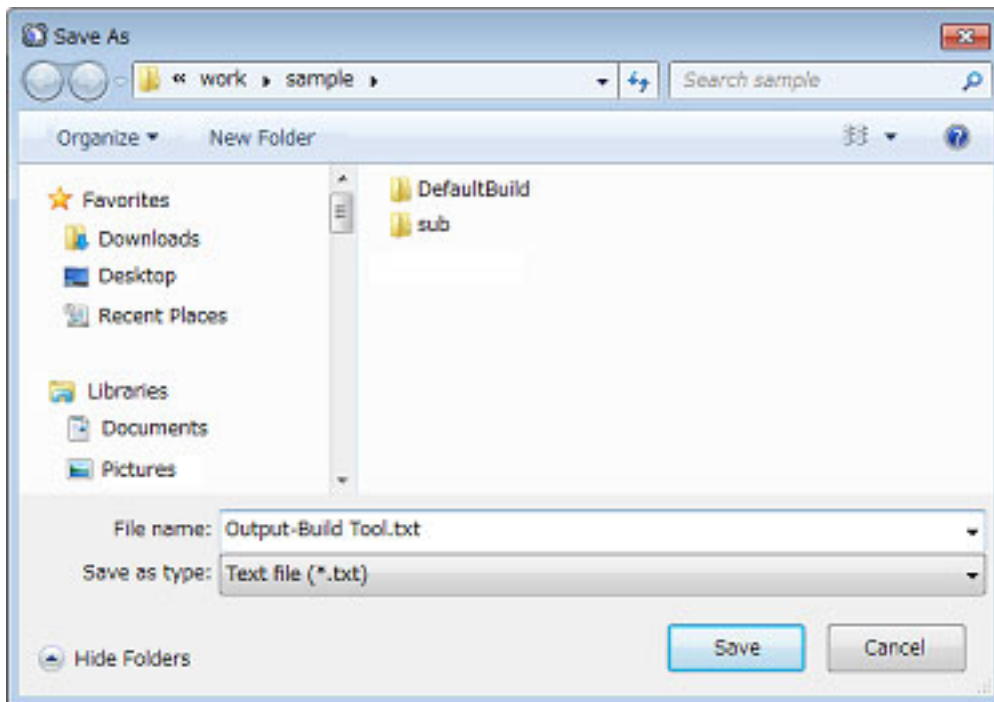 Save As
« work ▸ sample ▸
Search sample
Organize ▾ New Folder
Favorites
Downloads
Desktop
Recent Places
Libraries
Documents
Pictures
DefaultBuild
sub
File name: Output-Build Tool.txt
Save as type: Text file (*.txt)
Hide Folders
Save
Cancel